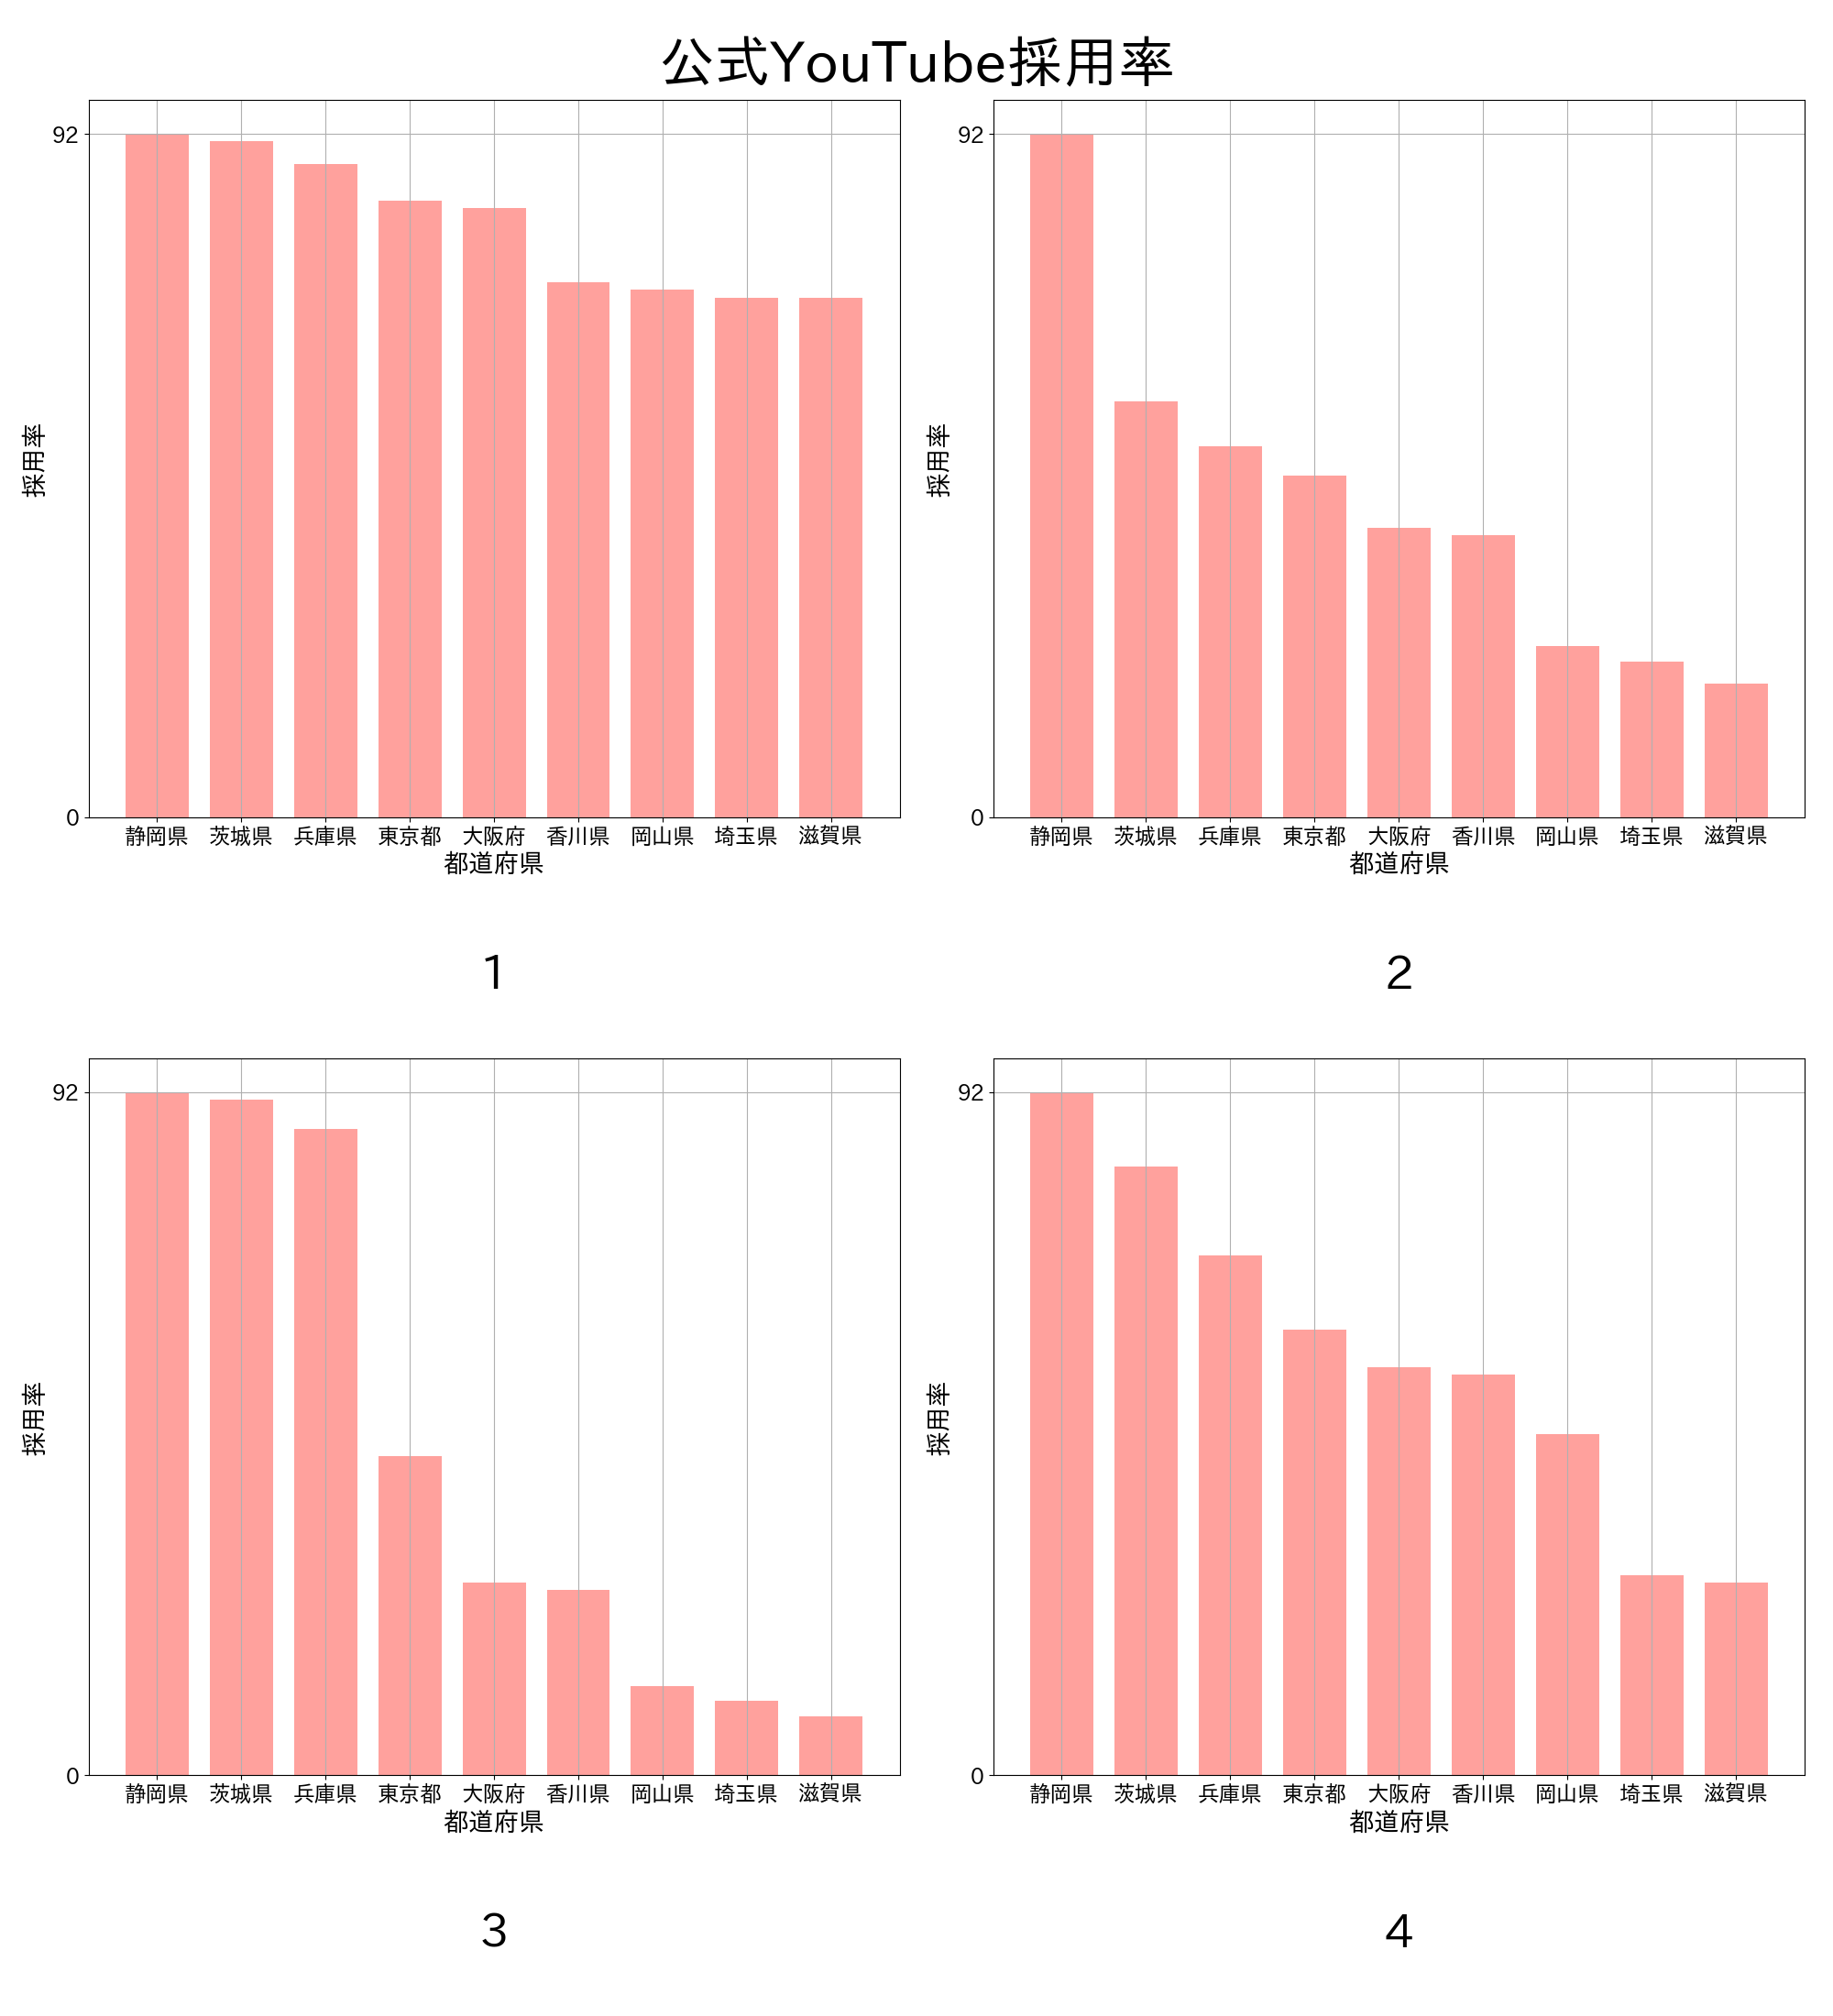 公式YouTube採用率
92
0
採用率
静岡県 茨城県 兵庫県 東京都 大阪府 香川県 岡山県 埼玉県 滋賀県
都道府県
1
92
0
採用率
静岡県 茨城県 兵庫県 東京都 大阪府 香川県 岡山県 埼玉県 滋賀県
都道府県
2
92
0
採用率
静岡県 茨城県 兵庫県 東京都 大阪府 香川県 岡山県 埼玉県 滋賀県
都道府県
3
92
0
採用率
静岡県 茨城県 兵庫県 東京都 大阪府 香川県 岡山県 埼玉県 滋賀県
都道府県
4